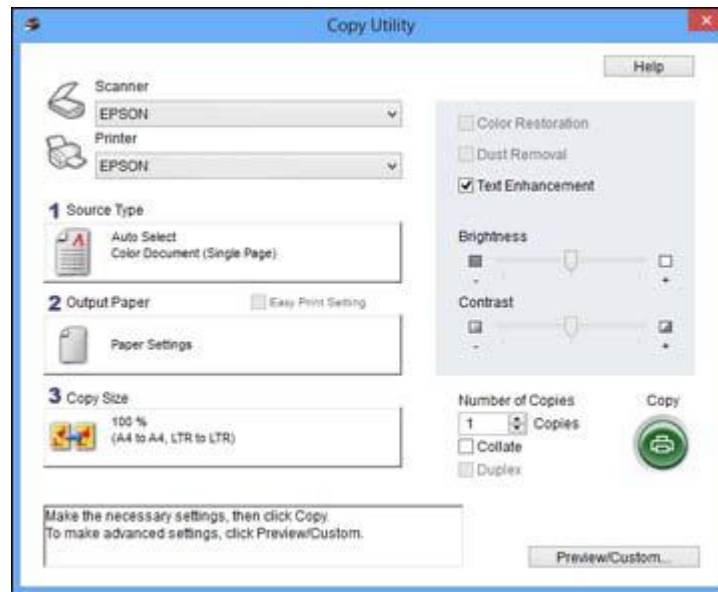 Copy Utility
Help
Scanner
EPSON
Printer
EPSON
Color Restoration
Dust Removal
Text Enhancement
1 Source Type
Auto Select
Color Document (Single Page)
Brightness
- +
2 Output Paper
Easy Print Setting
Paper Settings
Contrast
- +
3 Copy Size
100 %
(A4 to A4, LTR to LTR)
Number of Copies
Copy
1 Copies
Collate
Duplex
Make the necessary settings, then click Copy.
To make advanced settings, click Preview/Custom.
Preview/Custom...